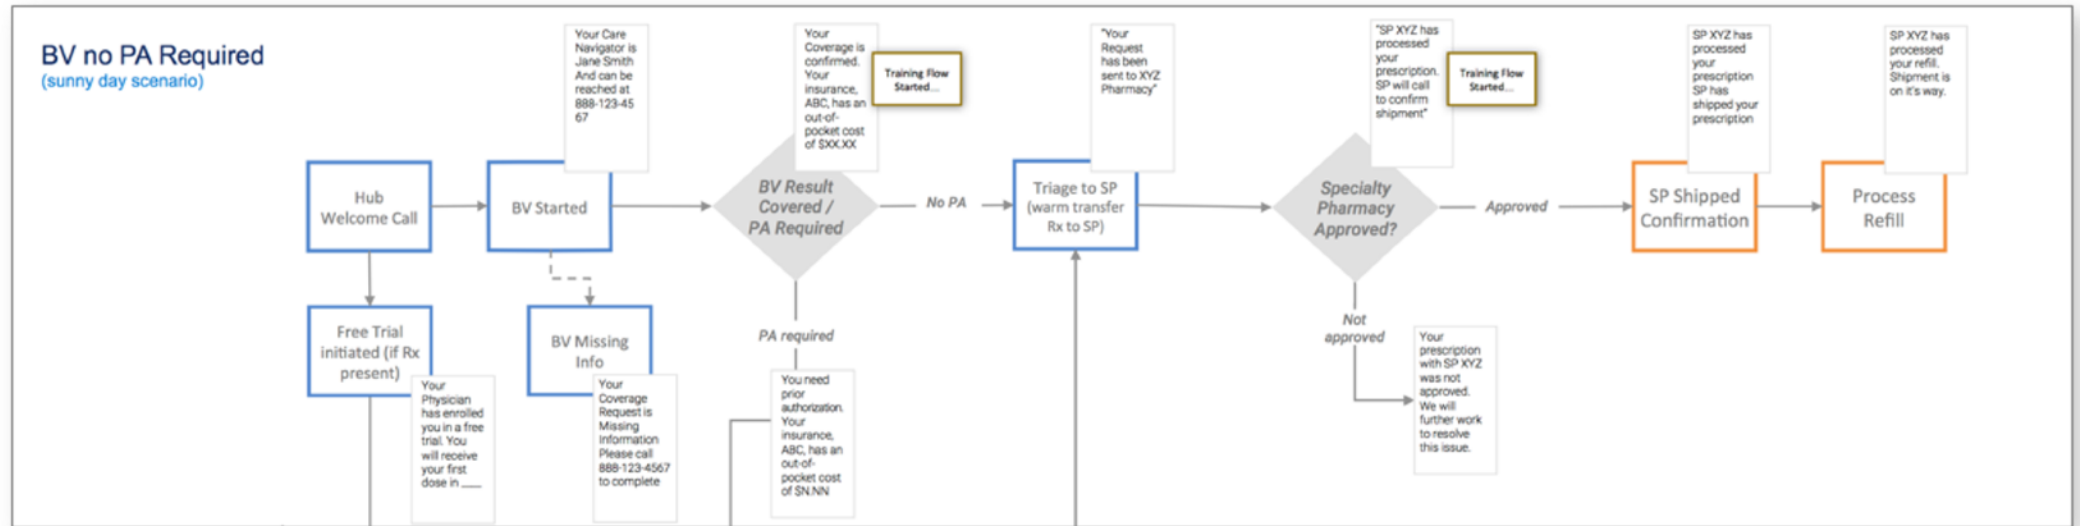 BV no PA Required
(sunny day scenario)
Your Care
Navigator is
Jane Smith
And can be
reached at
888-123-45
67
Your
Coverage is
confirmed.
Your
insurance,
ABC, has an
out-of-
pocket cost
of $XX.XX
Training Flow
Started...
"Your
Request
has been
sent to XYZ
Pharmacy"
"SP XYZ has
processed
your
prescription.
SP will call
to confirm
shipment"
Training Flow
Started...
SP XYZ has
processed
your
prescription
SP has
shipped your
prescription
SP XYZ has
processed
your refill.
Shipment is
on it's way.
Hub
Welcome Call
BV Started
BV Result
Covered /
PA Required
No PA
Triage to SP
(warm transfer
Rx to SP)
Specialty
Pharmacy
Approved?
Approved
SP Shipped
Confirmation
Process
Refill
Free Trial
initiated (if Rx
present)
Your
Physician
has enrolled
you in a free
trial. You
will receive
your first
dose in ___
BV Missing
Info
Your
Coverage
Request is
Missing
Information
Please call
888-123-4567
to complete
PA required
You need
prior
authorization.
Your
insurance,
ABC, has an
out-of-
pocket cost
of $N.NN
Not
approved
Your
prescription
with SP XYZ
was not
approved.
We will
further work
to resolve
this issue.